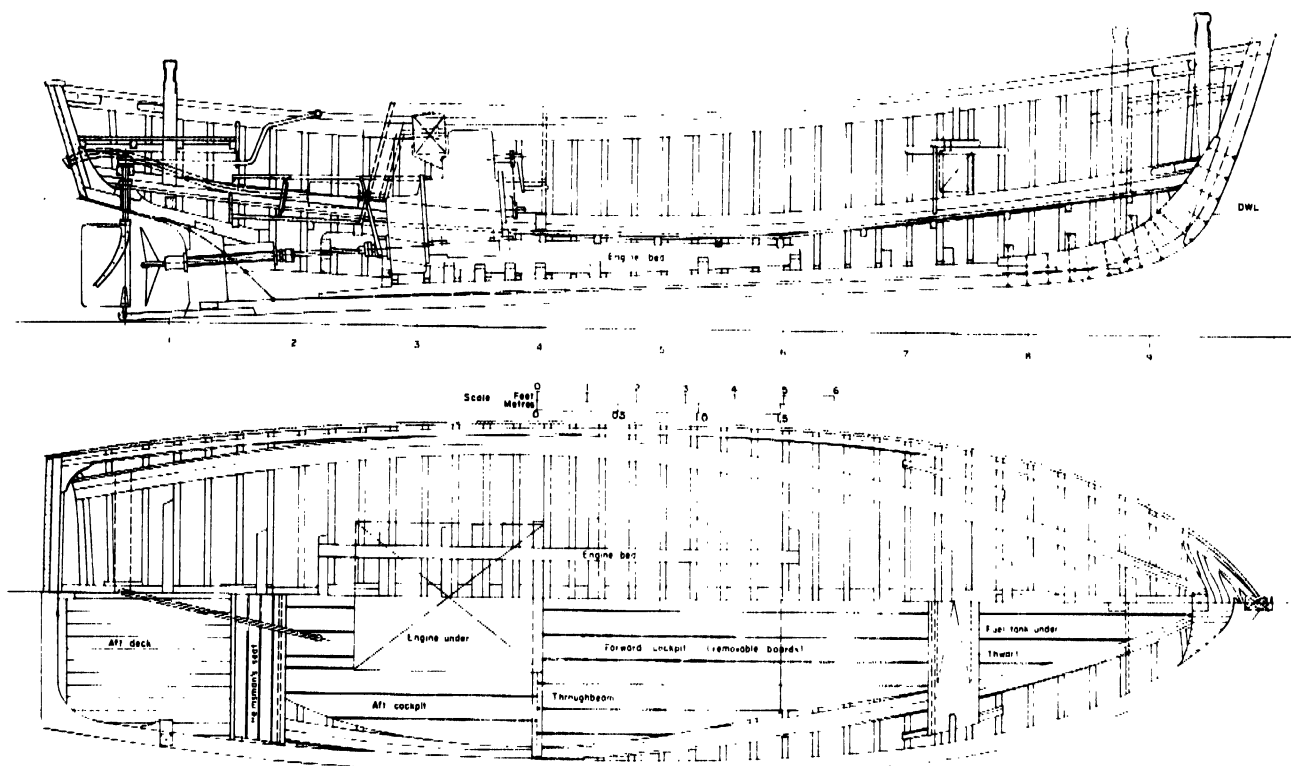 DWL
Engine bed
1 2 3 4 5 6 7 8 9
0 1 2 3 4 5 6
Scale Feet
Metres
0 0.5 1.0 1.5
Engine bed
Aft deck
Engine under
Fuel tank under
Forward cockpit (removable boards)
Thwart
seat
Throughbeam
Aft cockpit